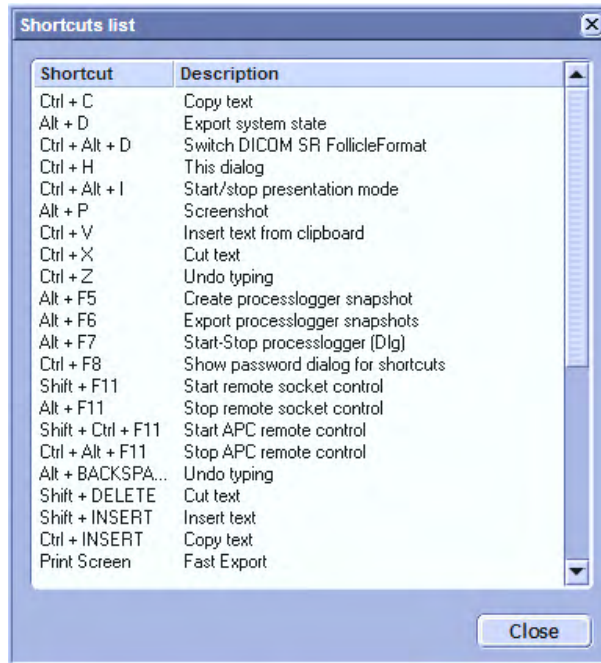 Shortcuts list
Shortcut Description
Ctrl + C Copy text
Alt + D Export system state
Ctrl + Alt + D Switch DICOM SR FollicleFormat
Ctrl + H This dialog
Ctrl + Alt + I Start/stop presentation mode
Alt + P Screenshot
Ctrl + V Insert text from clipboard
Ctrl + X Cut text
Ctrl + Z Undo typing
Alt + F5 Create processlogger snapshot
Alt + F6 Export processlogger snapshots
Alt + F7 Start-Stop processlogger (Dlg)
Ctrl + F8 Show password dialog for shortcuts
Shift + F11 Start remote socket control
Alt + F11 Stop remote socket control
Shift + Ctrl + F11 Start APC remote control
Ctrl + Alt + F11 Stop APC remote control
Alt + BACKSPA... Undo typing
Shift + DELETE Cut text
Shift + INSERT Insert text
Ctrl + INSERT Copy text
Print Screen Fast Export
Close